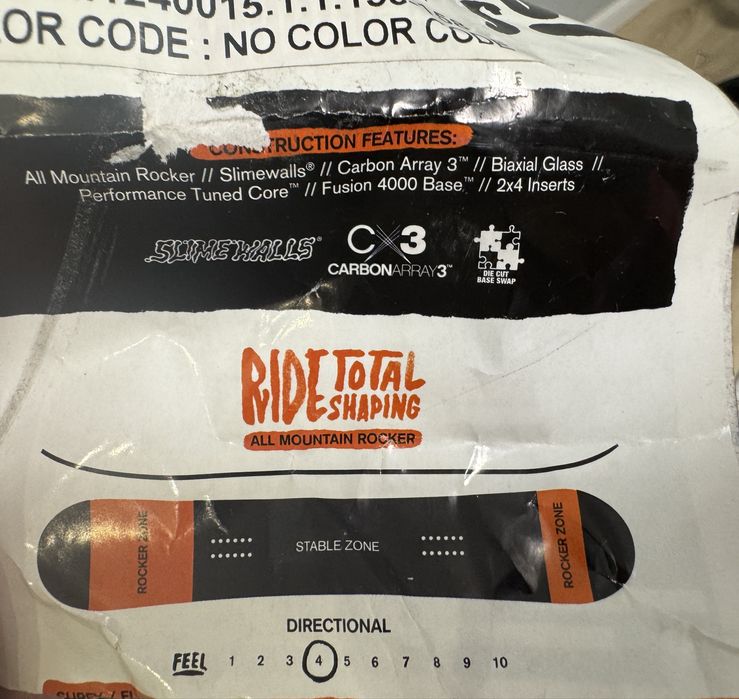 COLOR CODE : NO COLOR CODE
CONSTRUCTION FEATURES:
All Mountain Rocker // Slimewalls® // Carbon Array 3™ // Biaxial Glass //
Performance Tuned Core™ // Fusion 4000 Base™ // 2x4 Inserts
SLIMEWALLS®
CX3
CARBONARRAY3™
DIE CUT
BASE SWAP
RIDE TOTAL
SHAPING
ALL MOUNTAIN ROCKER
ROCKER ZONE
STABLE ZONE
ROCKER ZONE
DIRECTIONAL
FEEL 1 2 3 4 5 6 7 8 9 10